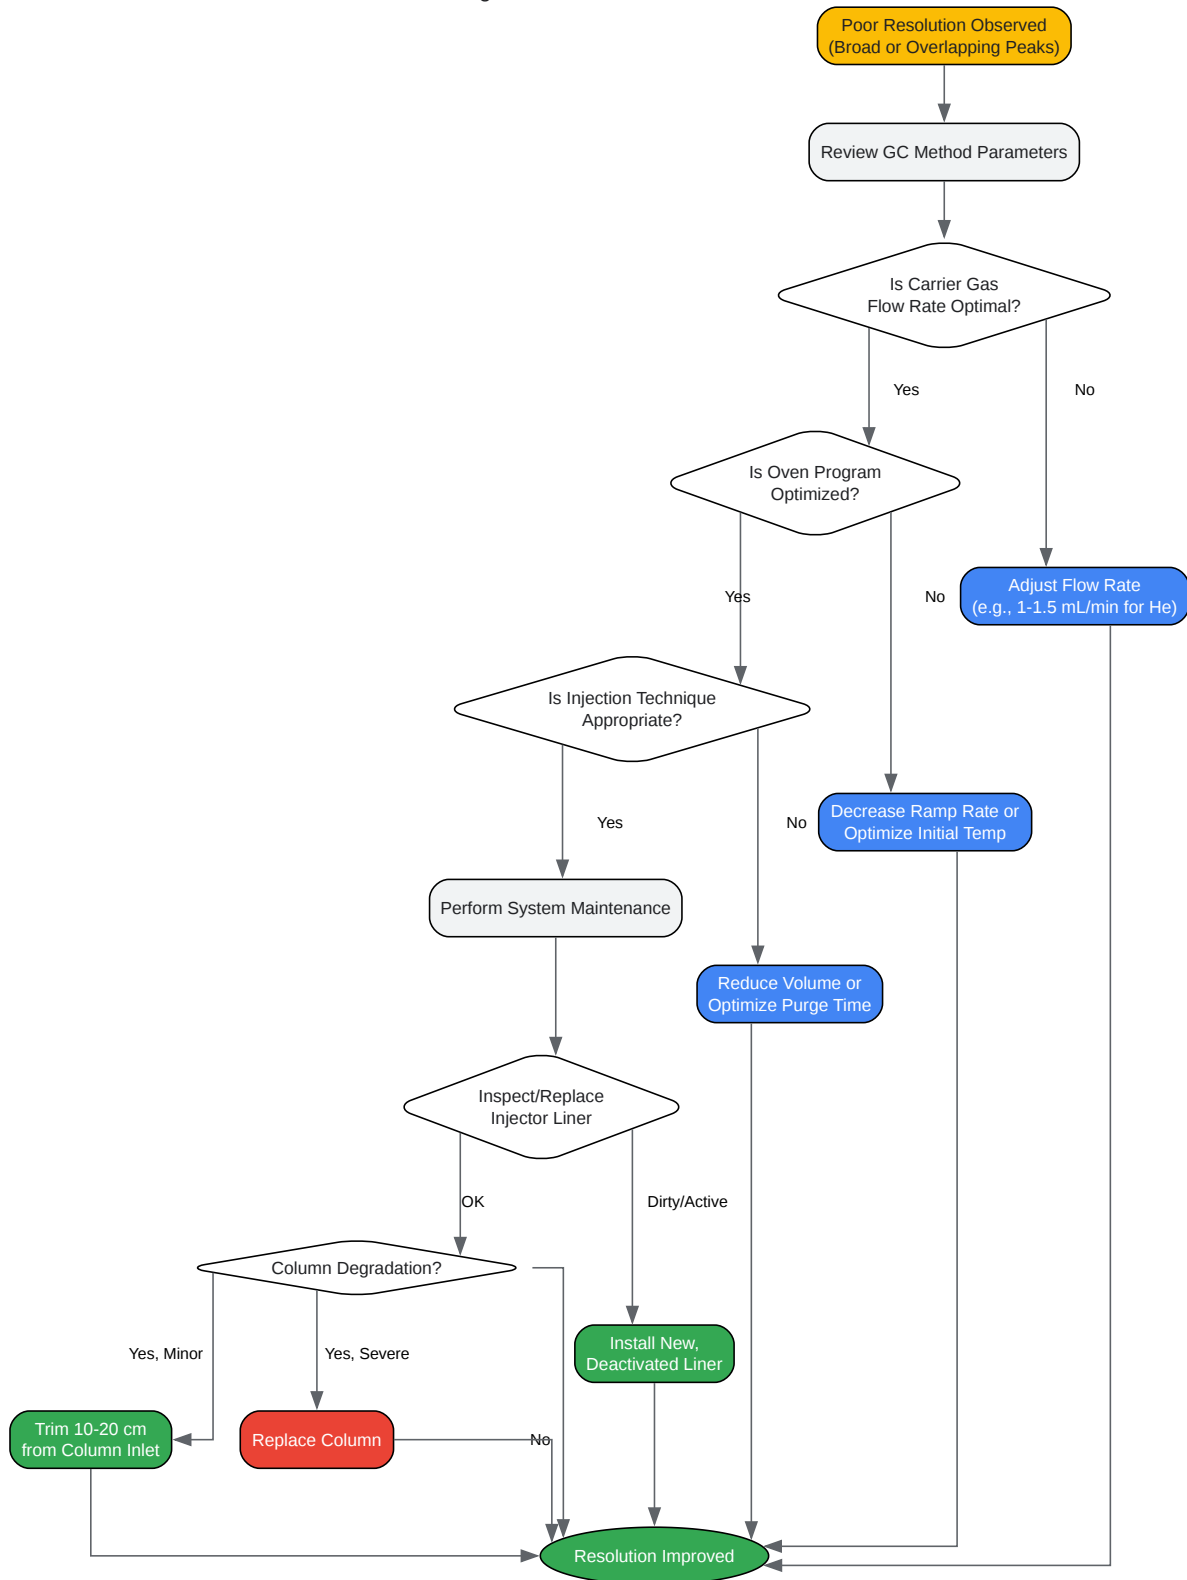 Poor Resolution Observed
(Broad or Overlapping Peaks)
Review GC Method Parameters
Is Carrier Gas
Flow Rate Optimal?
Yes
No
Is Oven Program
Optimized?
Yes
No
Adjust Flow Rate
(e.g., 1-1.5 mL/min for He)
Is Injection Technique
Appropriate?
Yes
No
Decrease Ramp Rate or
Optimize Initial Temp
Perform System Maintenance
Reduce Volume or
Optimize Purge Time
Inspect/Replace
Injector Liner
OK
Dirty/Active
Column Degradation?
Yes, Minor
Yes, Severe
Install New,
Deactivated Liner
Trim 10-20 cm
from Column Inlet
Replace Column
No
Resolution Improved